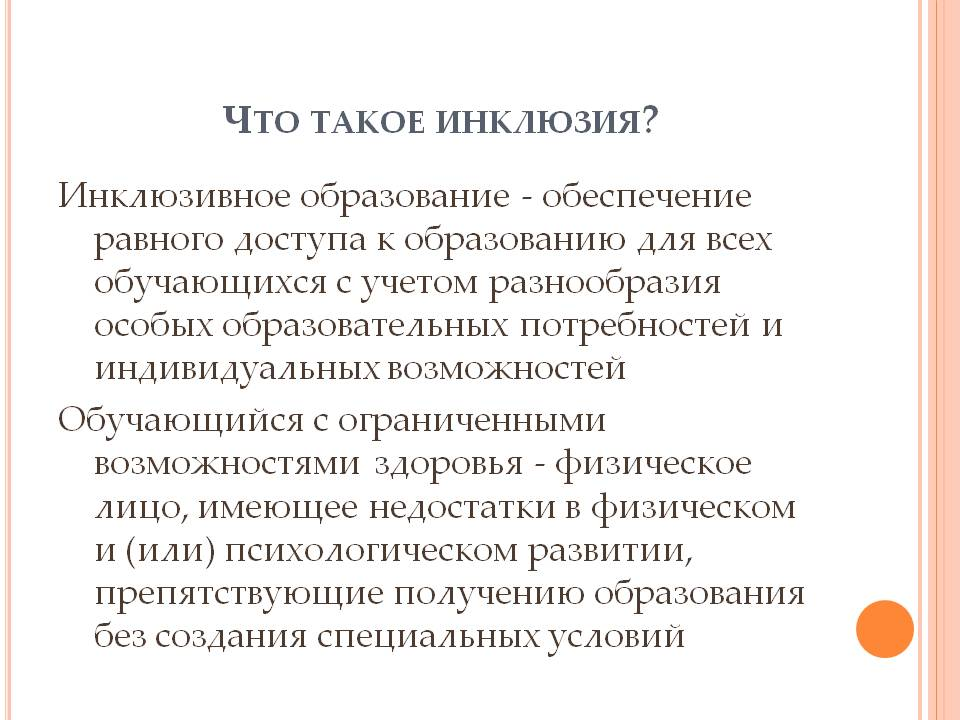 Что такое инклюзия?
Инклюзивное образование - обеспечение
равного доступа к образованию для всех
обучающихся с учетом разнообразия
особых образовательных потребностей и
индивидуальных возможностей
Обучающийся с ограниченными
возможностями здоровья - физическое
лицо, имеющее недостатки в физическом
и (или) психологическом развитии,
препятствующие получению образования
без создания специальных условий